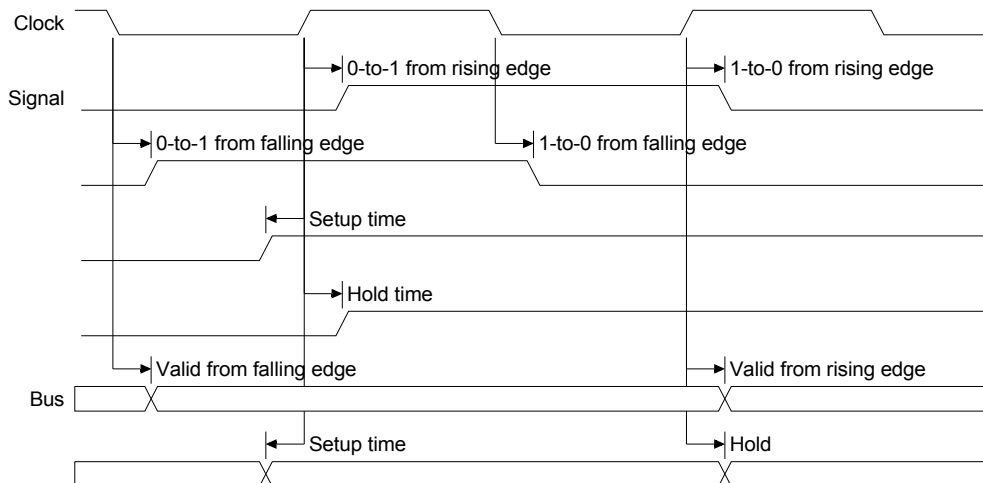 Clock
0-to-1 from rising edge
1-to-0 from rising edge
Signal
0-to-1 from falling edge
1-to-0 from falling edge
Setup time
Hold time
Valid from falling edge
Valid from rising edge
Bus
Setup time
Hold